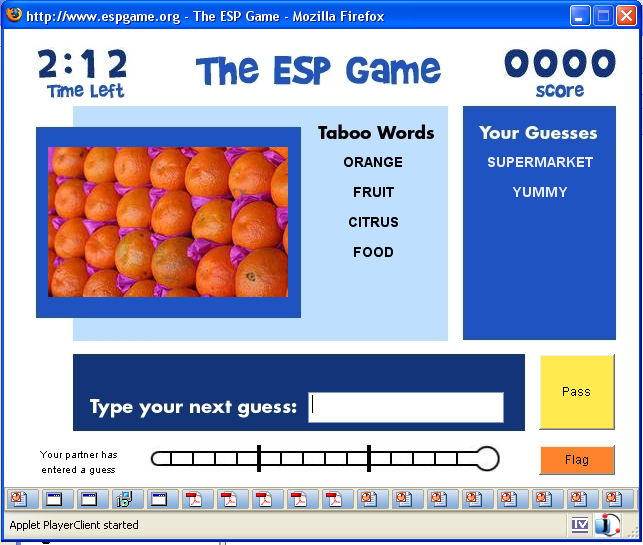 http://www.espgame.org - The ESP Game - Mozilla Firefox
2:12
Time Left
The ESP Game
0000
score
Taboo Words
ORANGE
FRUIT
CITRUS
FOOD
Your Guesses
SUPERMARKET
YUMMY
Type your next guess:
Pass
Your partner has
entered a guess
Flag
Applet PlayerClient started